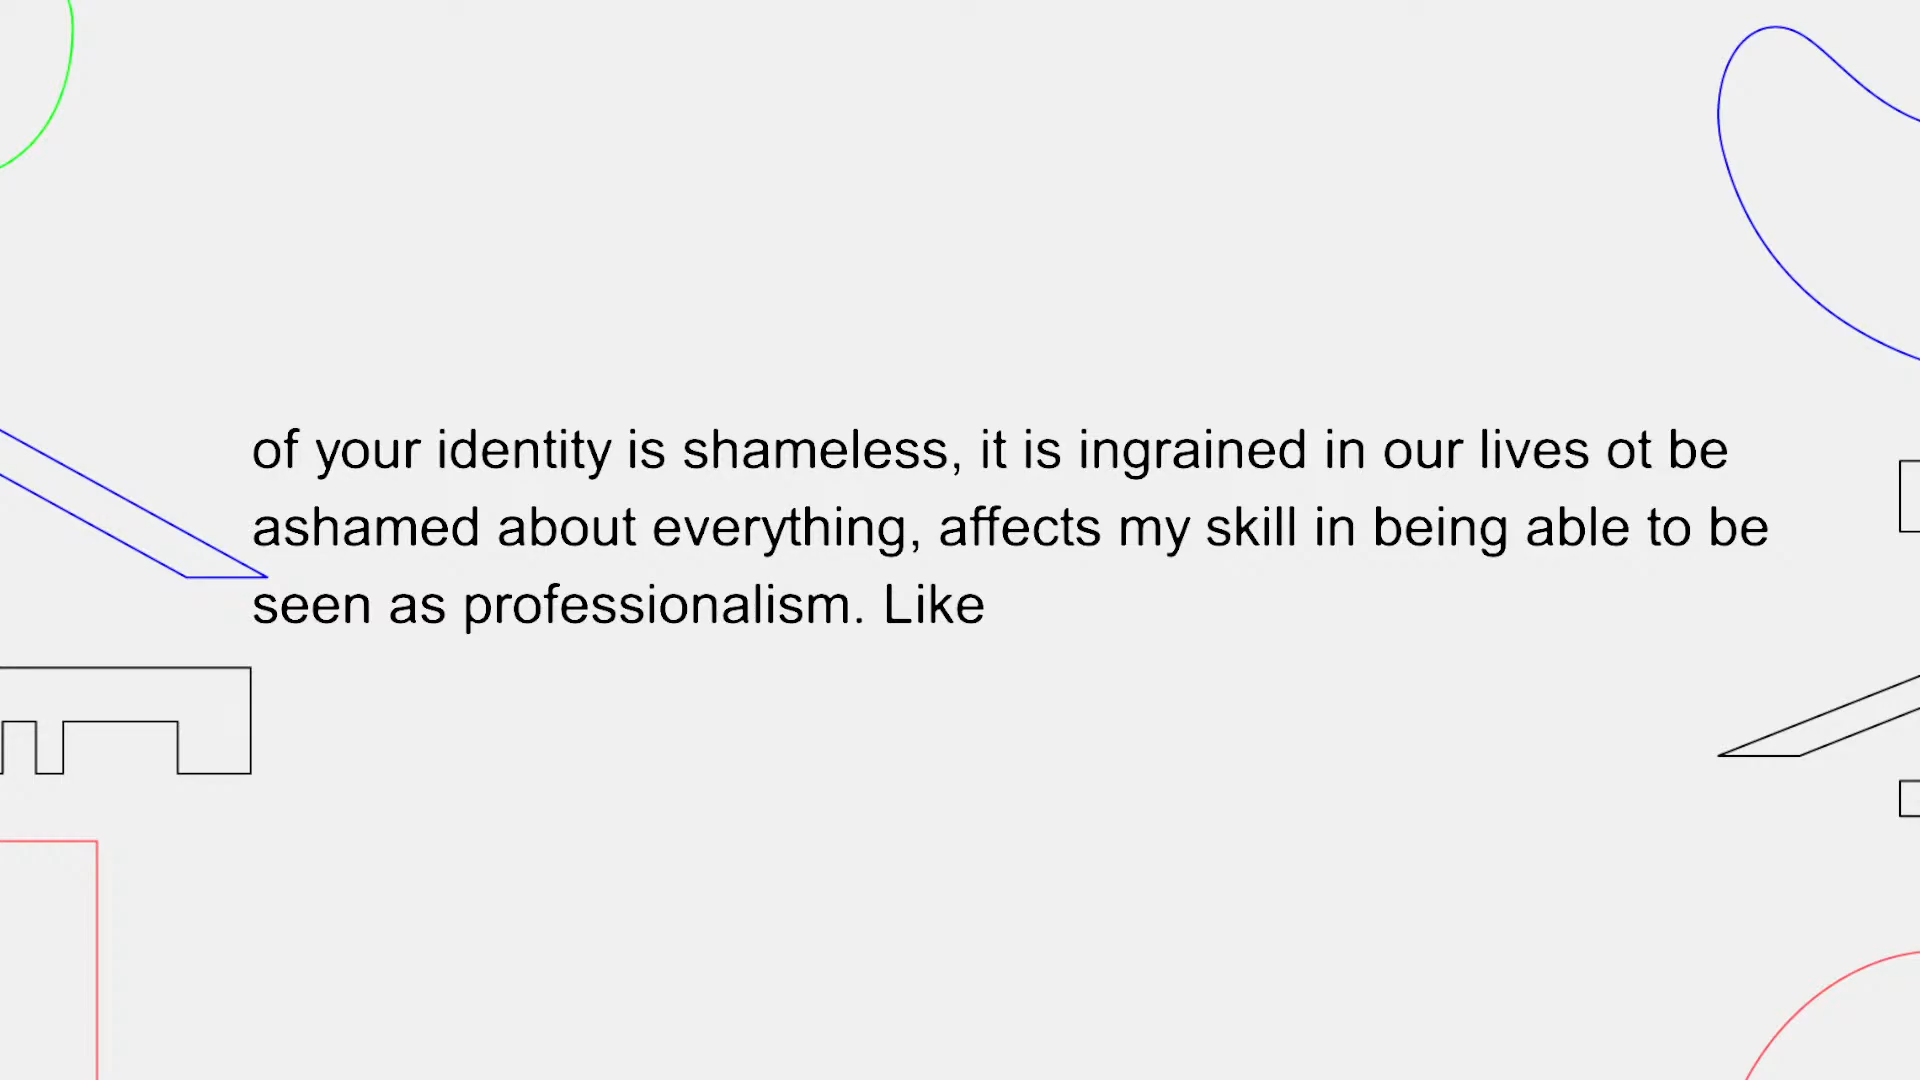 of your identity is shameless, it is ingrained in our lives ot be
ashamed about everything, affects my skill in being able to be
seen as professionalism. Like